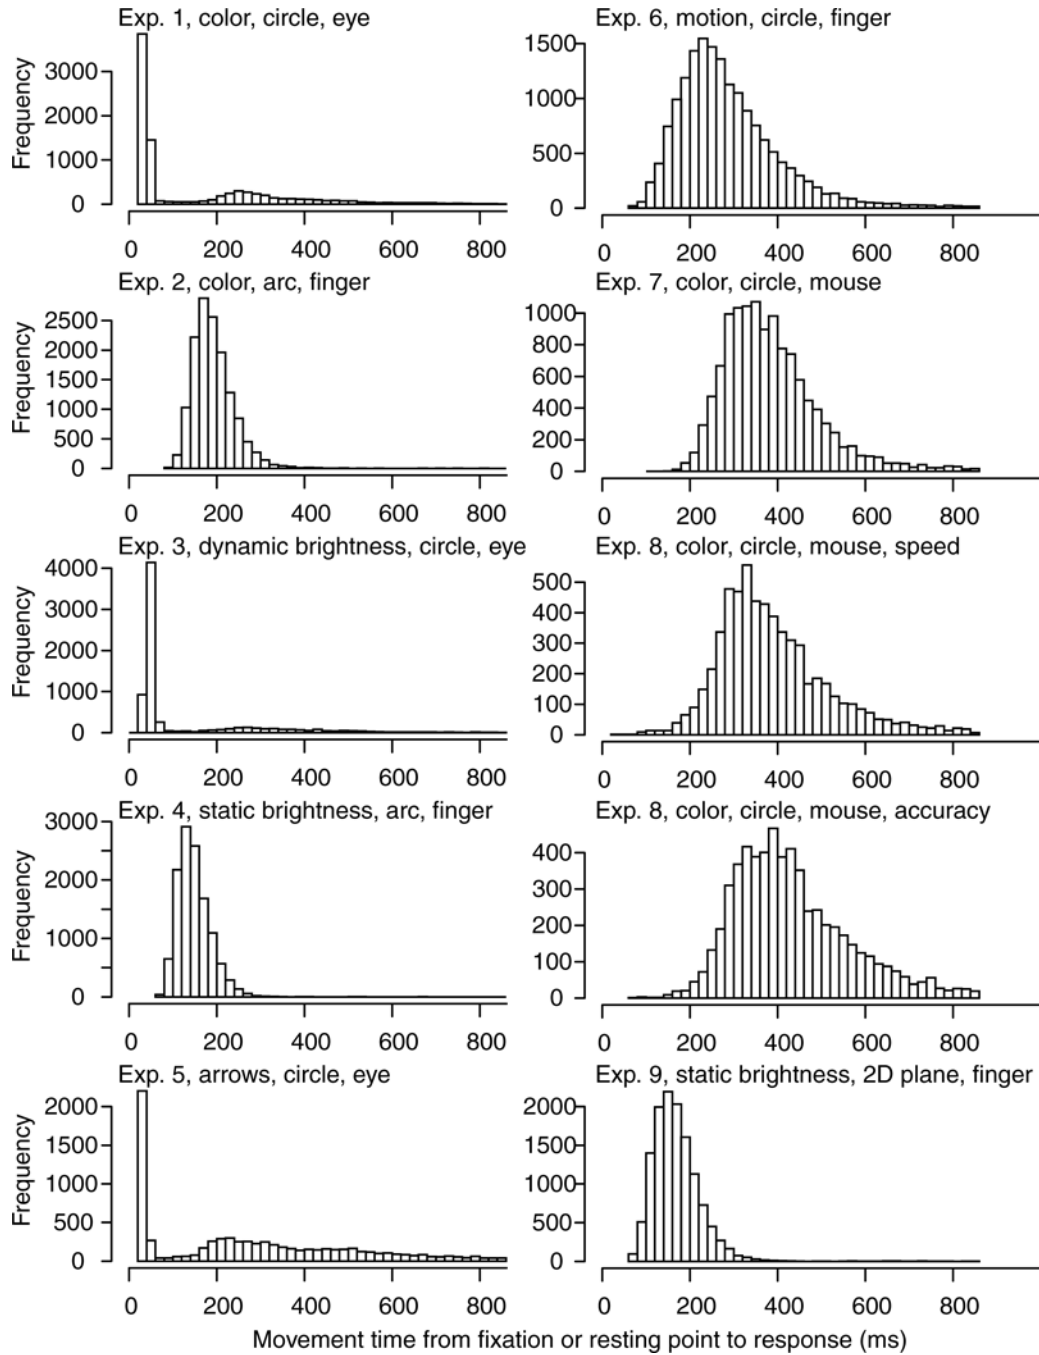 Exp. 1, color, circle, eye
Frequency
3000
2000
1000
0
0 200 400 600 800
Exp. 2, color, arc, finger
Frequency
2500
2000
1500
1000
500
0
0 200 400 600 800
Exp. 3, dynamic brightness, circle, eye
Frequency
4000
3000
2000
1000
0
0 200 400 600 800
Exp. 4, static brightness, arc, finger
Frequency
3000
2000
1000
0
0 200 400 600 800
Exp. 5, arrows, circle, eye
Frequency
2000
1500
1000
500
0
0 200 400 600 800
Exp. 6, motion, circle, finger
1500
1000
500
0
0 200 400 600 800
Exp. 7, color, circle, mouse
1000
800
600
400
200
0
0 200 400 600 800
Exp. 8, color, circle, mouse, speed
500
400
300
200
100
0
0 200 400 600 800
Exp. 8, color, circle, mouse, accuracy
400
300
200
100
0
0 200 400 600 800
Exp. 9, static brightness, 2D plane, finger
2000
1500
1000
500
0
0 200 400 600 800
Movement time from fixation or resting point to response (ms)